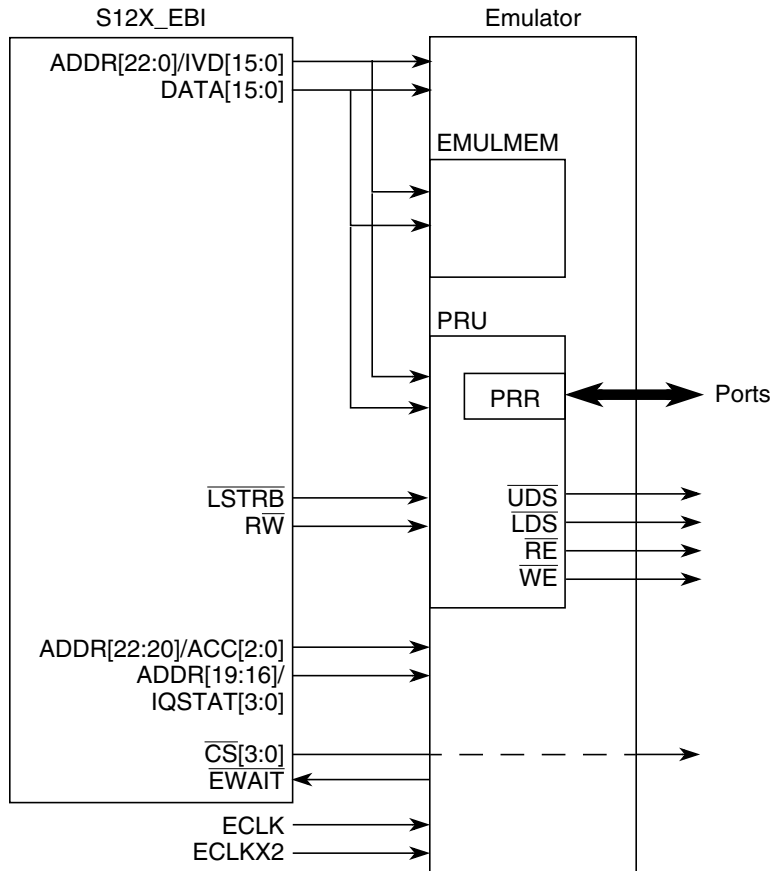 S12X_EBI
Emulator
ADDR[22:0]/IVD[15:0]
DATA[15:0]
EMULMEM
PRU
PRR
Ports
LSTRB
RW
UDS
LDS
RE
WE
ADDR[22:20]/ACC[2:0]
ADDR[19:16]/
IQSTAT[3:0]
CS[3:0]
EWAIT
ECLK
ECLKX2